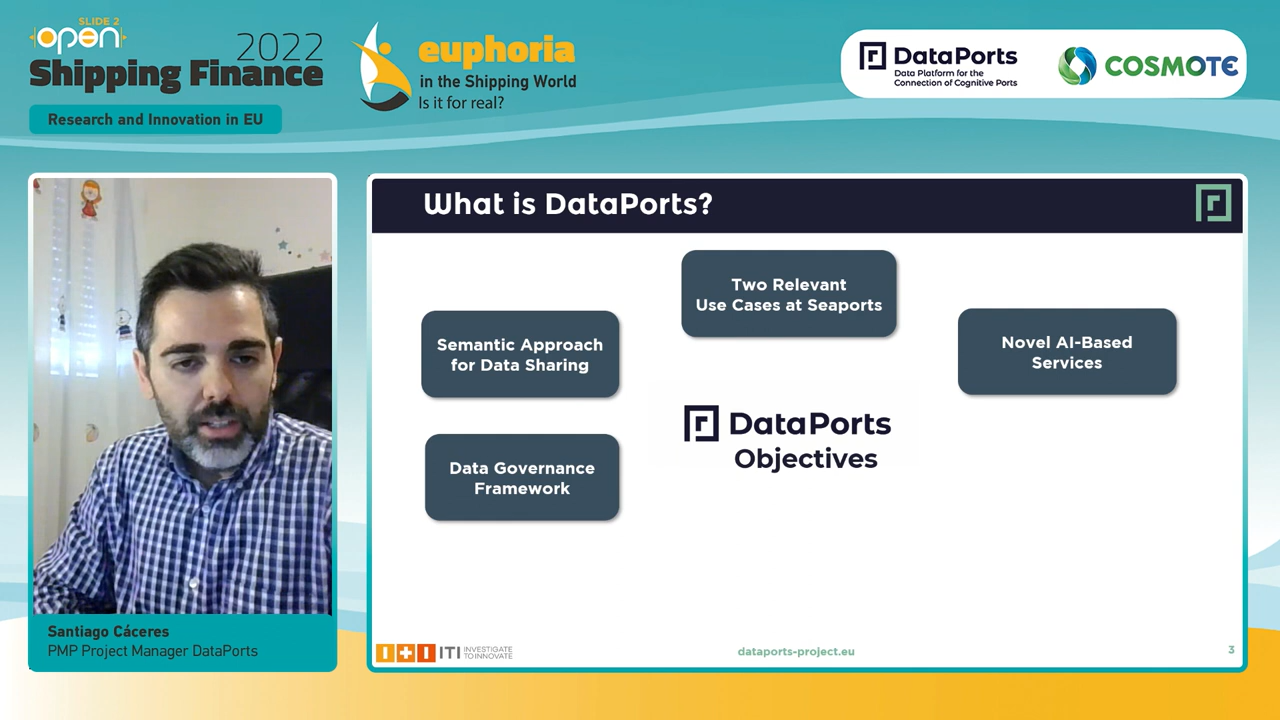 SLIDE 2
open
2022
Shipping Finance
Research and Innovation in EU
euphoria
in the Shipping World
Is it for real?
DataPorts
Data Platform for the
Connection of Cognitive Ports
COSMOTE
What is DataPorts?
Two Relevant
Use Cases at Seaports
Semantic Approach
for Data Sharing
Novel AI-Based
Services
DataPorts
Objectives
Data Governance
Framework
Santiago Cáceres
PMP Project Manager DataPorts
ITI INVESTIGATE
TO INNOVATE
dataports-project.eu
3